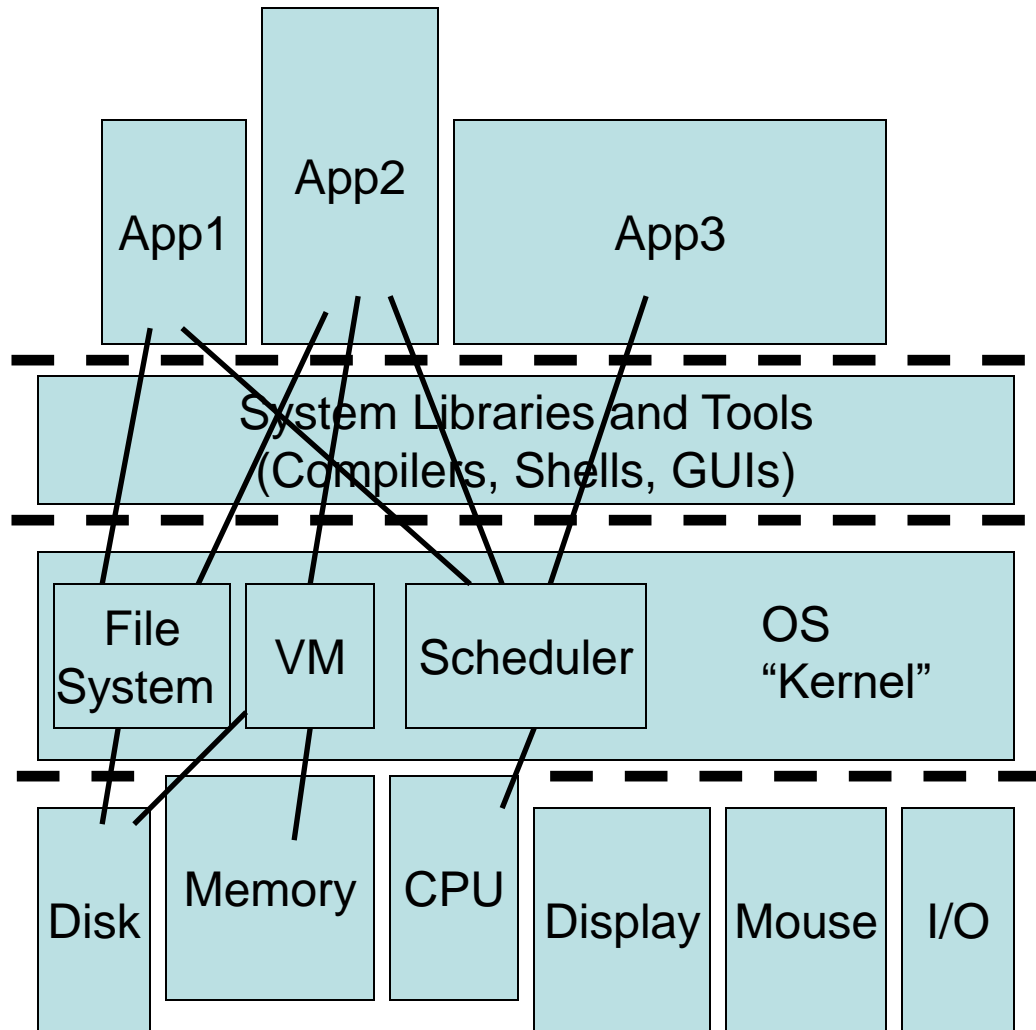 App1
App2
App3
System Libraries and Tools
(Compilers, Shells, GUIs)
File
System
VM
Scheduler
OS
“Kernel”
Disk
Memory
CPU
Display
Mouse
I/O